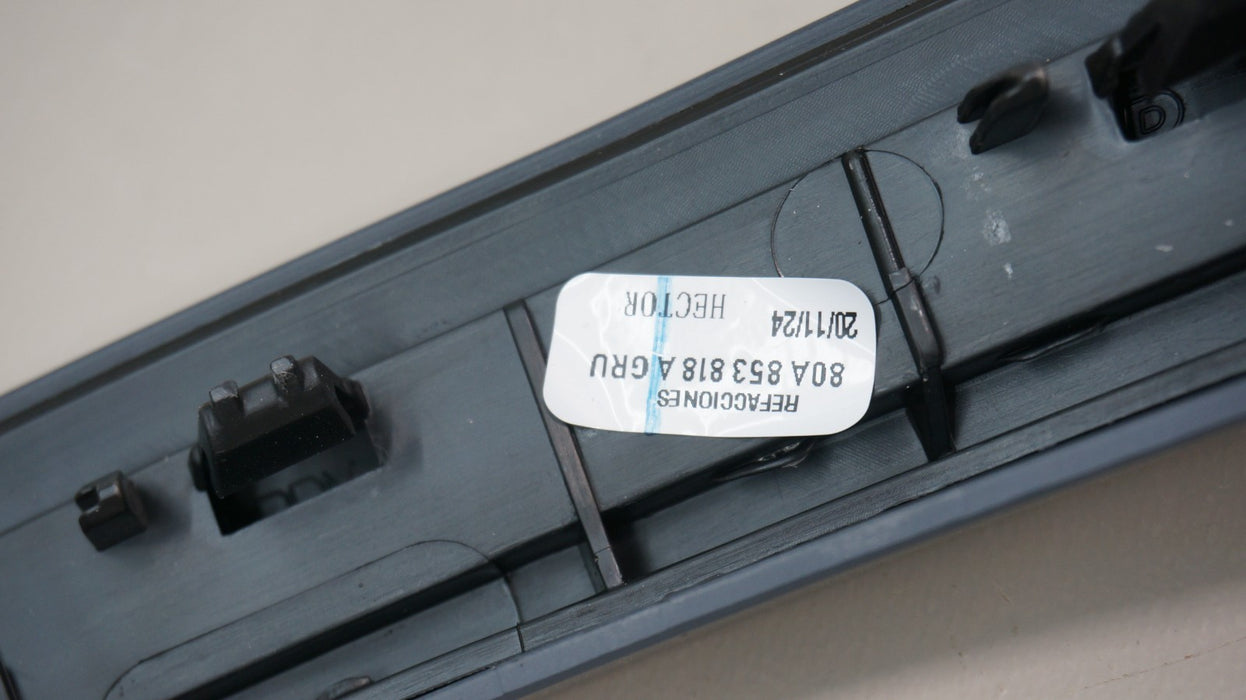 REFACCIONES
80A 853 818 A GRU
20/11/24
HECTOR
D